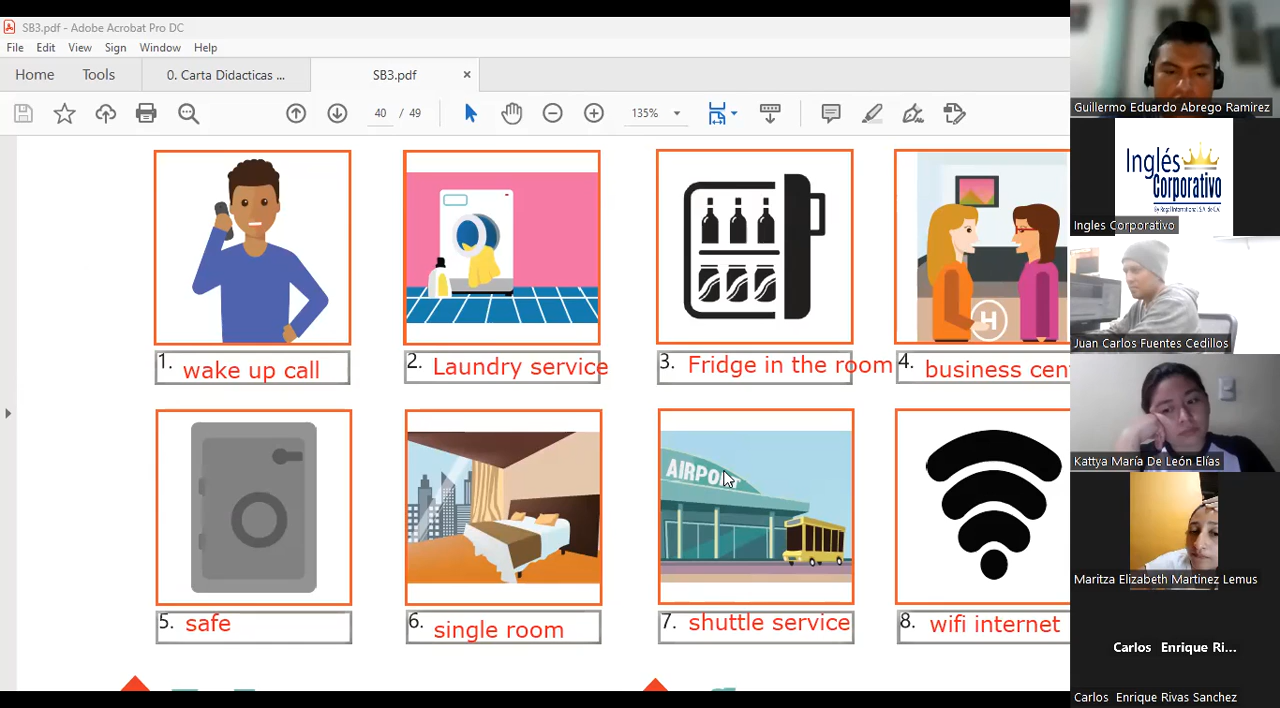 SB3.pdf - Adobe Acrobat Pro DC
File Edit View Sign Window Help
Home Tools 0. Carta Didacticas ... SB3.pdf ×
40 / 49 135%
1. wake up call
2. Laundry service
3. Fridge in the room
4. business cen
H
5. safe
6. single room
AIRPO
7. shuttle service
8. wifi internet
Guillermo Eduardo Abrego Ramirez
Inglés
Corporativo
By Regal International, S.A. de C.V.
Ingles Corporativo
Juan Carlos Fuentes Cedillos
Kattya María De León Elías
Maritza Elizabeth Martinez Lemus
Carlos Enrique Ri...
Carlos Enrique Rivas Sanchez